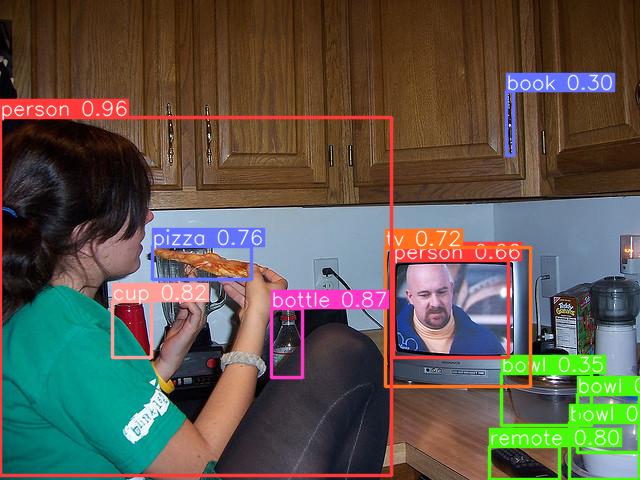 book 0.30
person 0.96
pizza 0.76
tv 0.72
person 0.66
cup 0.82
bottle 0.87
Teddy
bowl 0.35
bowl 0
bowl 0
remote 0.80